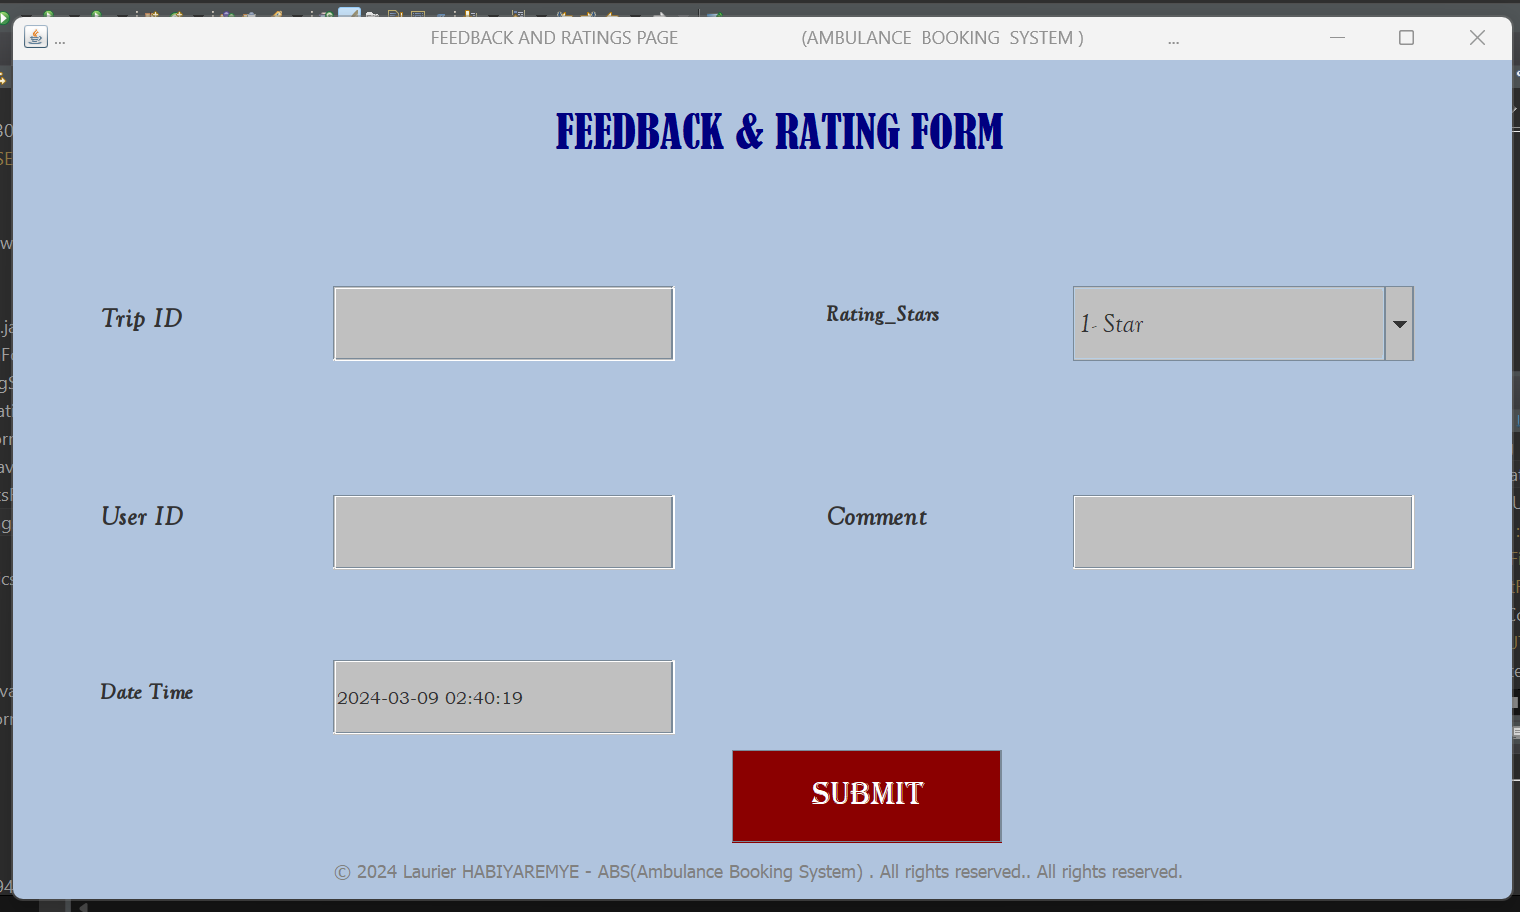 ... FEEDBACK AND RATINGS PAGE (AMBULANCE BOOKING SYSTEM ) ...
FEEDBACK & RATING FORM
Trip ID
Rating_Stars 1- Star
User ID
Comment
Date Time 2024-03-09 02:40:19
SUBMIT
© 2024 Laurier HABIYAREMYE - ABS(Ambulance Booking System) . All rights reserved.. All rights reserved.